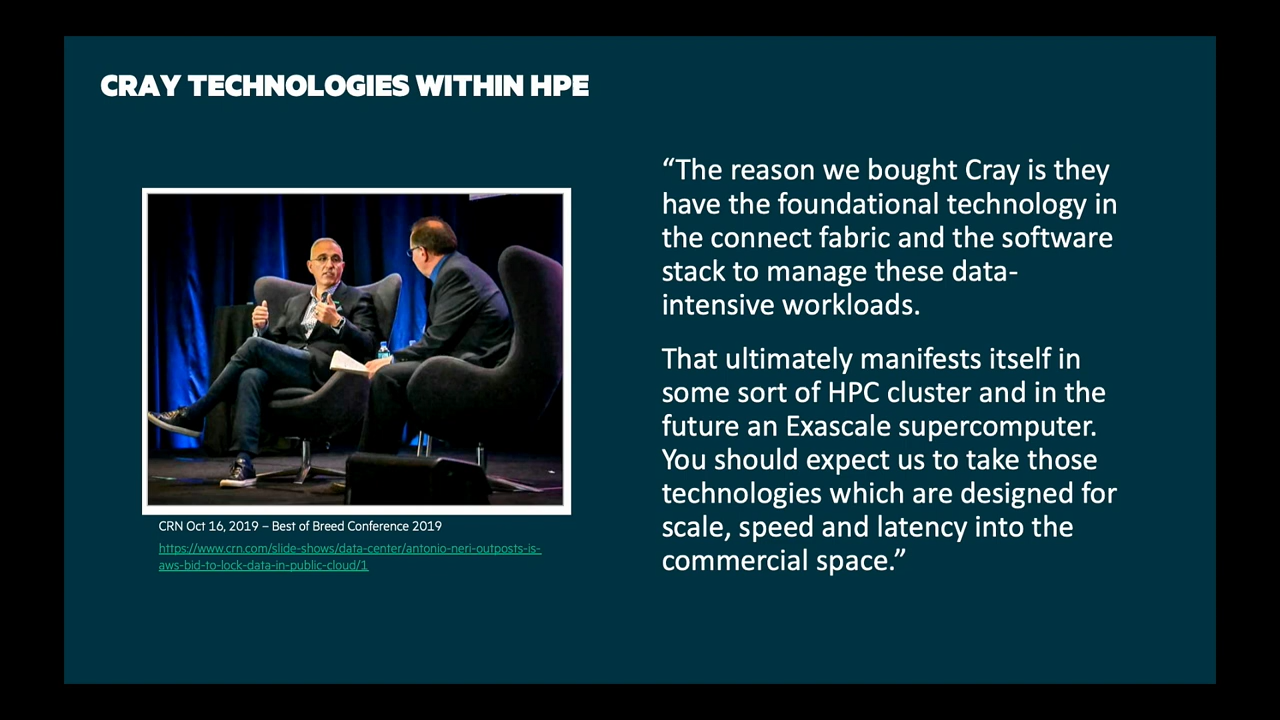 CRAY TECHNOLOGIES WITHIN HPE
“The reason we bought Cray is they
have the foundational technology in
the connect fabric and the software
stack to manage these data-
intensive workloads.
That ultimately manifests itself in
some sort of HPC cluster and in the
future an Exascale supercomputer.
You should expect us to take those
technologies which are designed for
scale, speed and latency into the
commercial space.”
CRN Oct 16, 2019 – Best of Breed Conference 2019
https://www.crn.com/slide-shows/data-center/antonio-neri-outposts-is-
aws-bid-to-lock-data-in-public-cloud/1